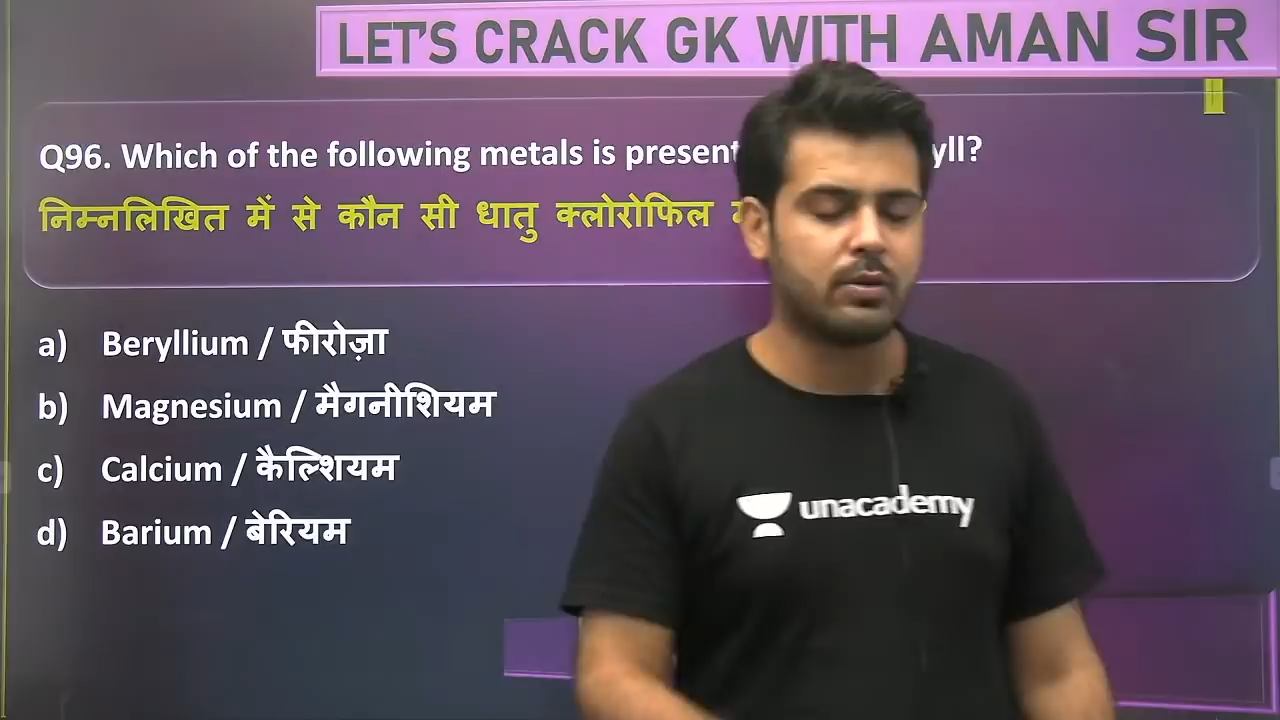 LET'S CRACK GK WITH AMAN SIR
Q96. Which of the following metals is present yll?
निम्नलिखित में से कौन सी धातु क्लोरोफिल
a) Beryllium / फीरोज़ा
b) Magnesium / मैगनीशियम
c) Calcium / कैल्शियम
d) Barium / बेरियम
unacademy